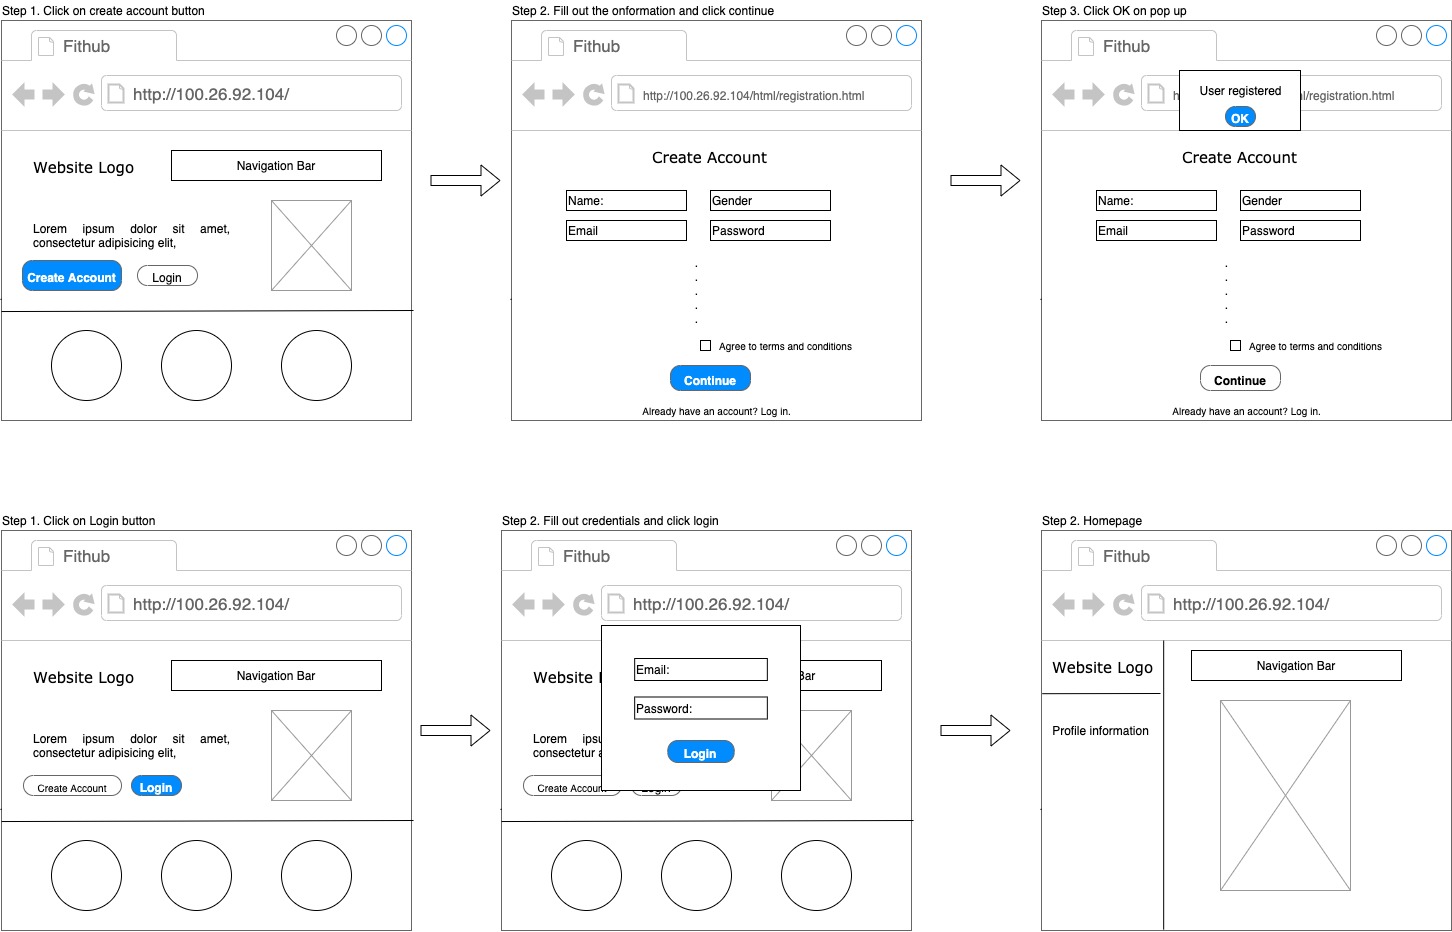 Step 1. Click on create account button
Fithub
http://100.26.92.104/
Website Logo
Navigation Bar
Lorem ipsum dolor sit amet,
consectetur adipisicing elit,
Create Account
Login
Step 2. Fill out the onformation and click continue
Fithub
http://100.26.92.104/html/registration.html
Create Account
Name:
Gender
Email
Password
.
.
.
.
.
Agree to terms and conditions
Continue
Already have an account? Log in.
Step 3. Click OK on pop up
Fithub
h
l/registration.html
User registered
OK
Create Account
Name:
Gender
Email
Password
.
.
.
.
.
Agree to terms and conditions
Continue
Already have an account? Log in.
Step 1. Click on Login button
Fithub
http://100.26.92.104/
Website Logo
Navigation Bar
Lorem ipsum dolor sit amet,
consectetur adipisicing elit,
Create Account
Login
Step 2. Fill out credentials and click login
Fithub
http://100.26.92.104/
Website
Bar
Lorem ipsu
consectetur a
Create Accoun
Email:
Password:
Login
Step 2. Homepage
Fithub
http://100.26.92.104/
Website Logo
Navigation Bar
Profile information